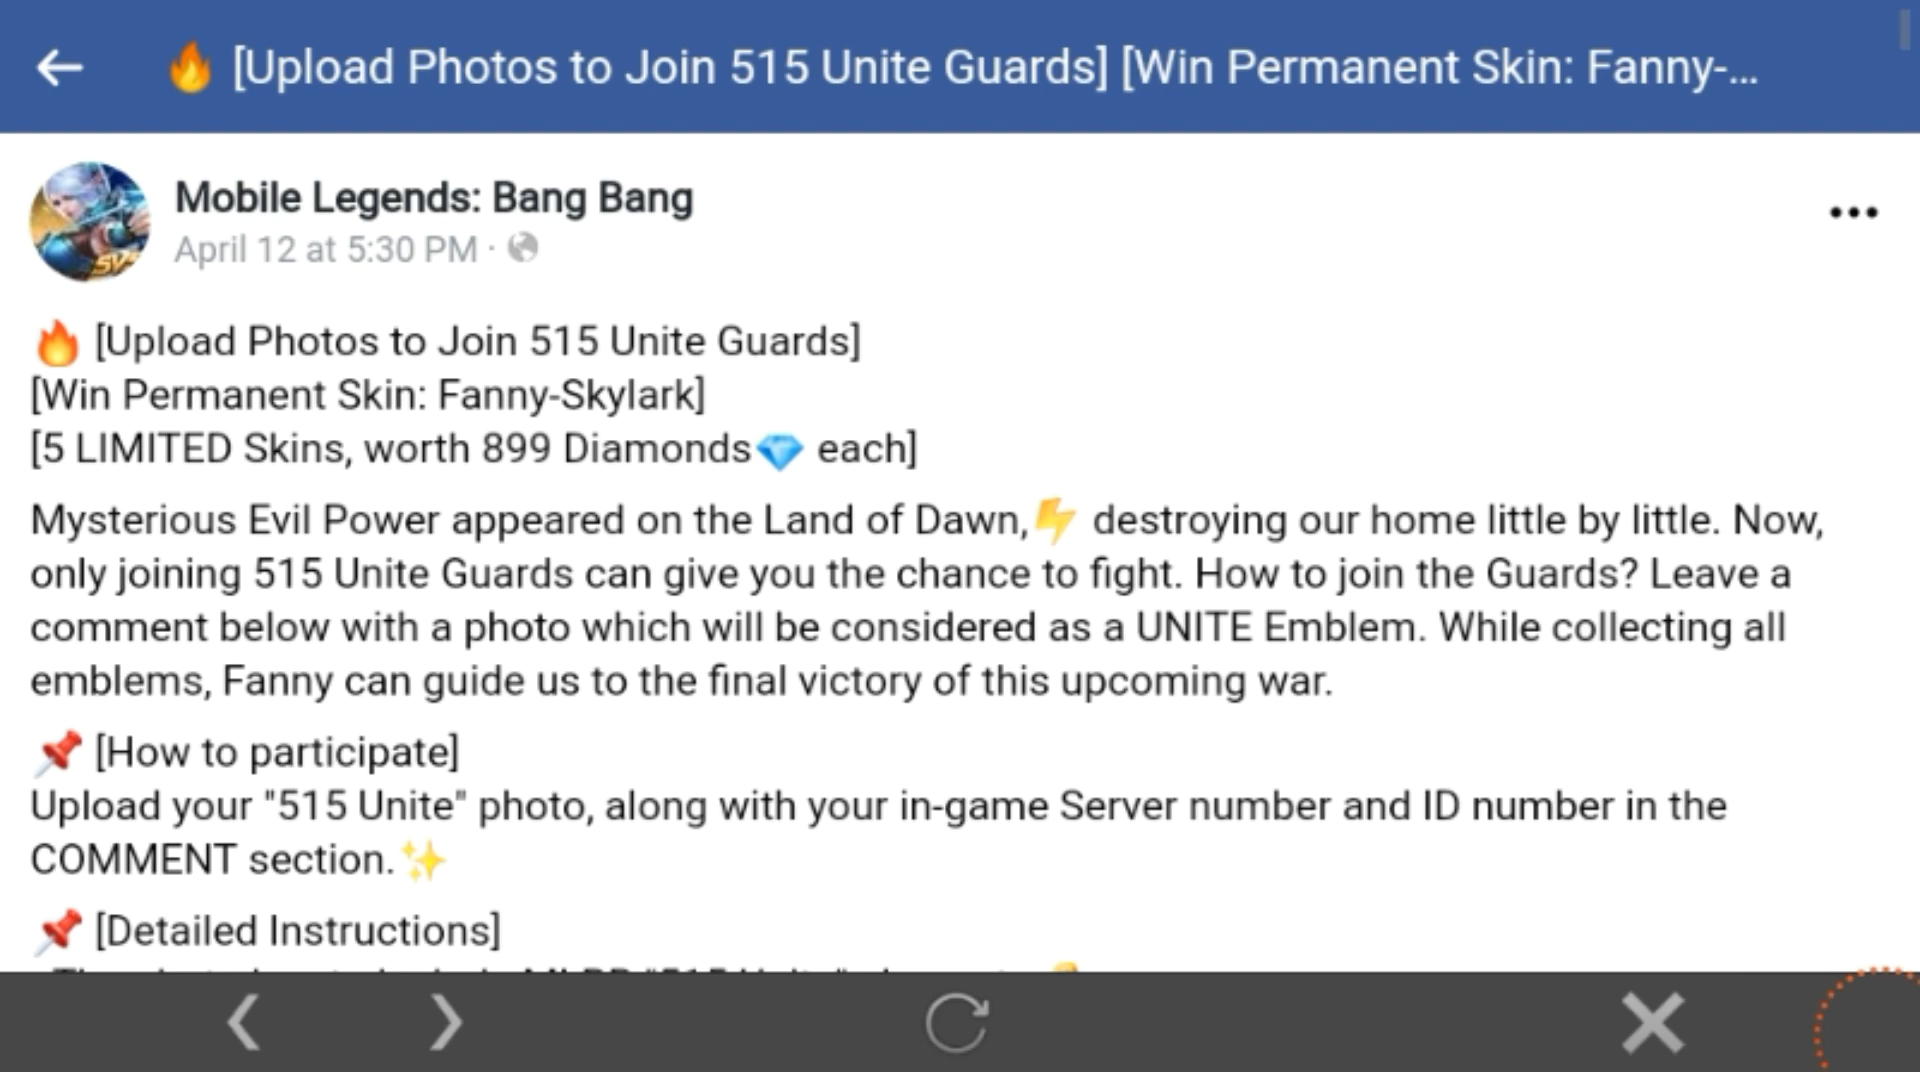 🔥 [Upload Photos to Join 515 Unite Guards] [Win Permanent Skin: Fanny-...
Mobile Legends: Bang Bang
April 12 at 5:30 PM ·
🔥 [Upload Photos to Join 515 Unite Guards]
[Win Permanent Skin: Fanny-Skylark]
[5 LIMITED Skins, worth 899 Diamonds💎 each]
Mysterious Evil Power appeared on the Land of Dawn,⚡ destroying our home little by little. Now,
only joining 515 Unite Guards can give you the chance to fight. How to join the Guards? Leave a
comment below with a photo which will be considered as a UNITE Emblem. While collecting all
emblems, Fanny can guide us to the final victory of this upcoming war.
📌 [How to participate]
Upload your "515 Unite" photo, along with your in-game Server number and ID number in the
COMMENT section.✨
📌 [Detailed Instructions]